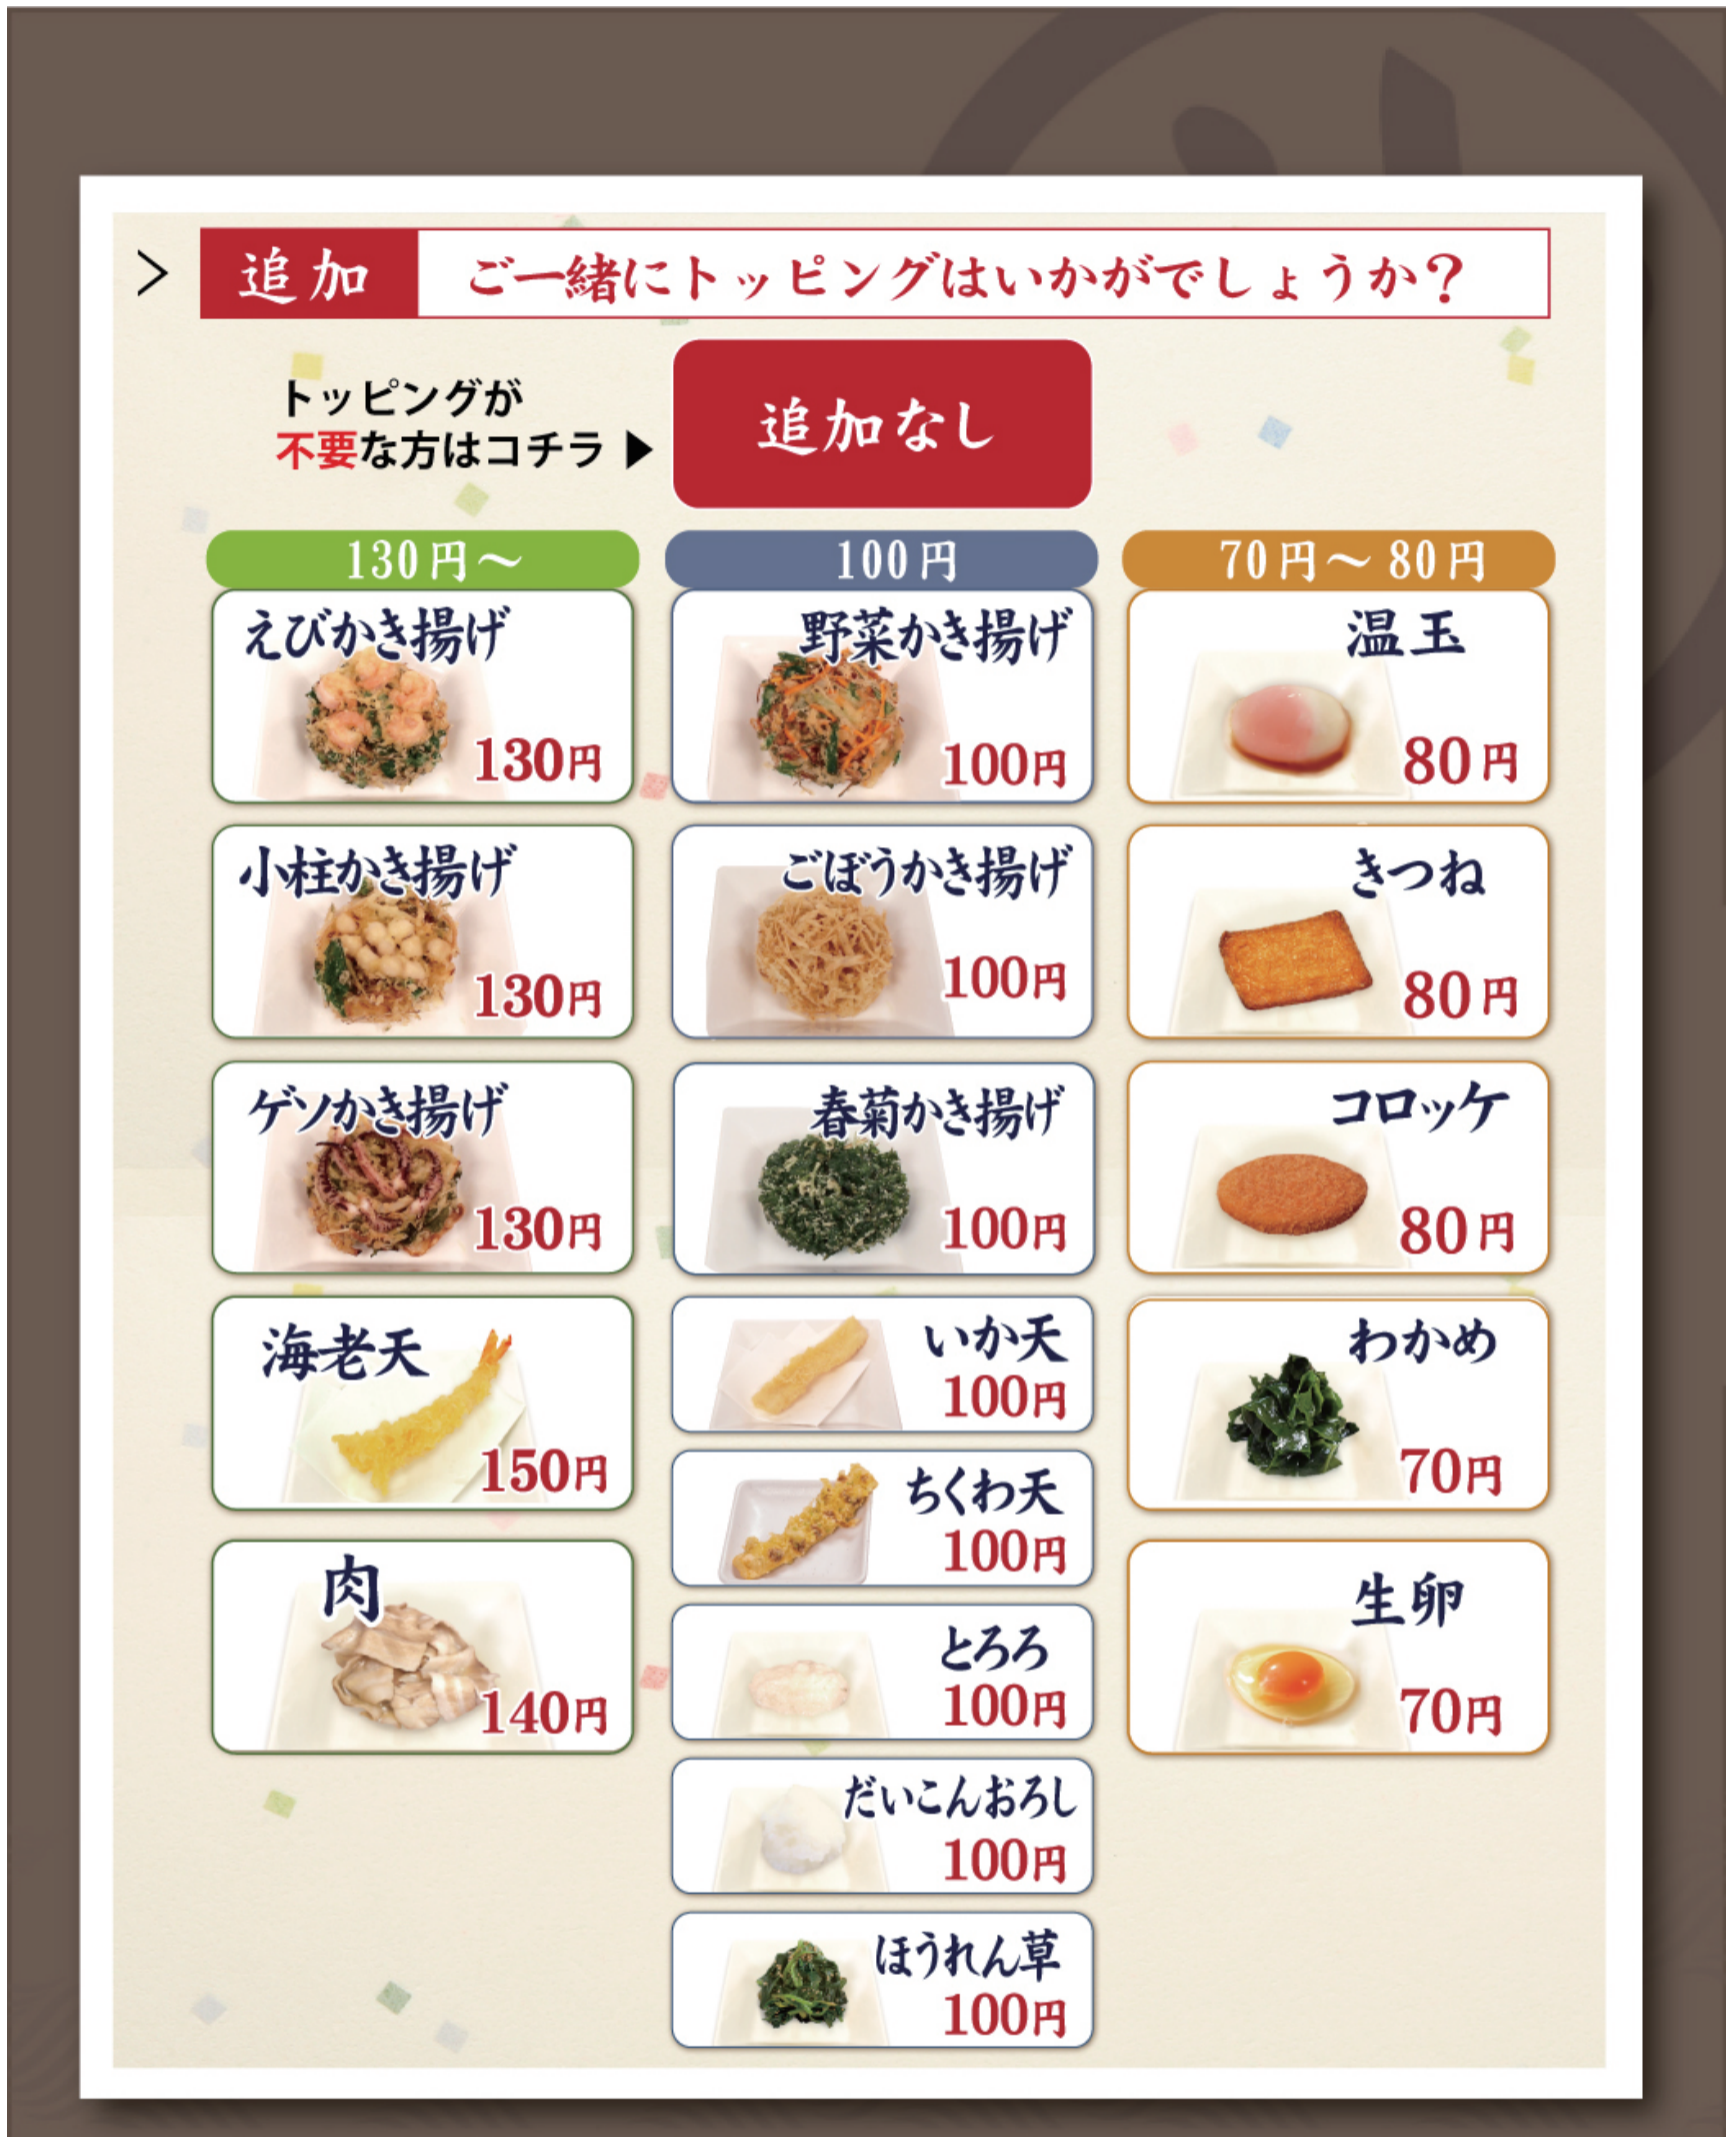 >
追加 ご一緒にトッピングはいかがでしょうか?
トッピングが
不要な方はコチラ▶
追加なし
130円～
えびかき揚げ
130円
小柱かき揚げ
130円
ゲソかき揚げ
130円
海老天
150円
肉
140円
100円
野菜かき揚げ
100円
ごぼうかき揚げ
100円
春菊かき揚げ
100円
いか天
100円
ちくわ天
100円
とろろ
100円
だいこんおろし
100円
ほうれん草
100円
70円～80円
温玉
80円
きつね
80円
コロッケ
80円
わかめ
70円
生卵
70円